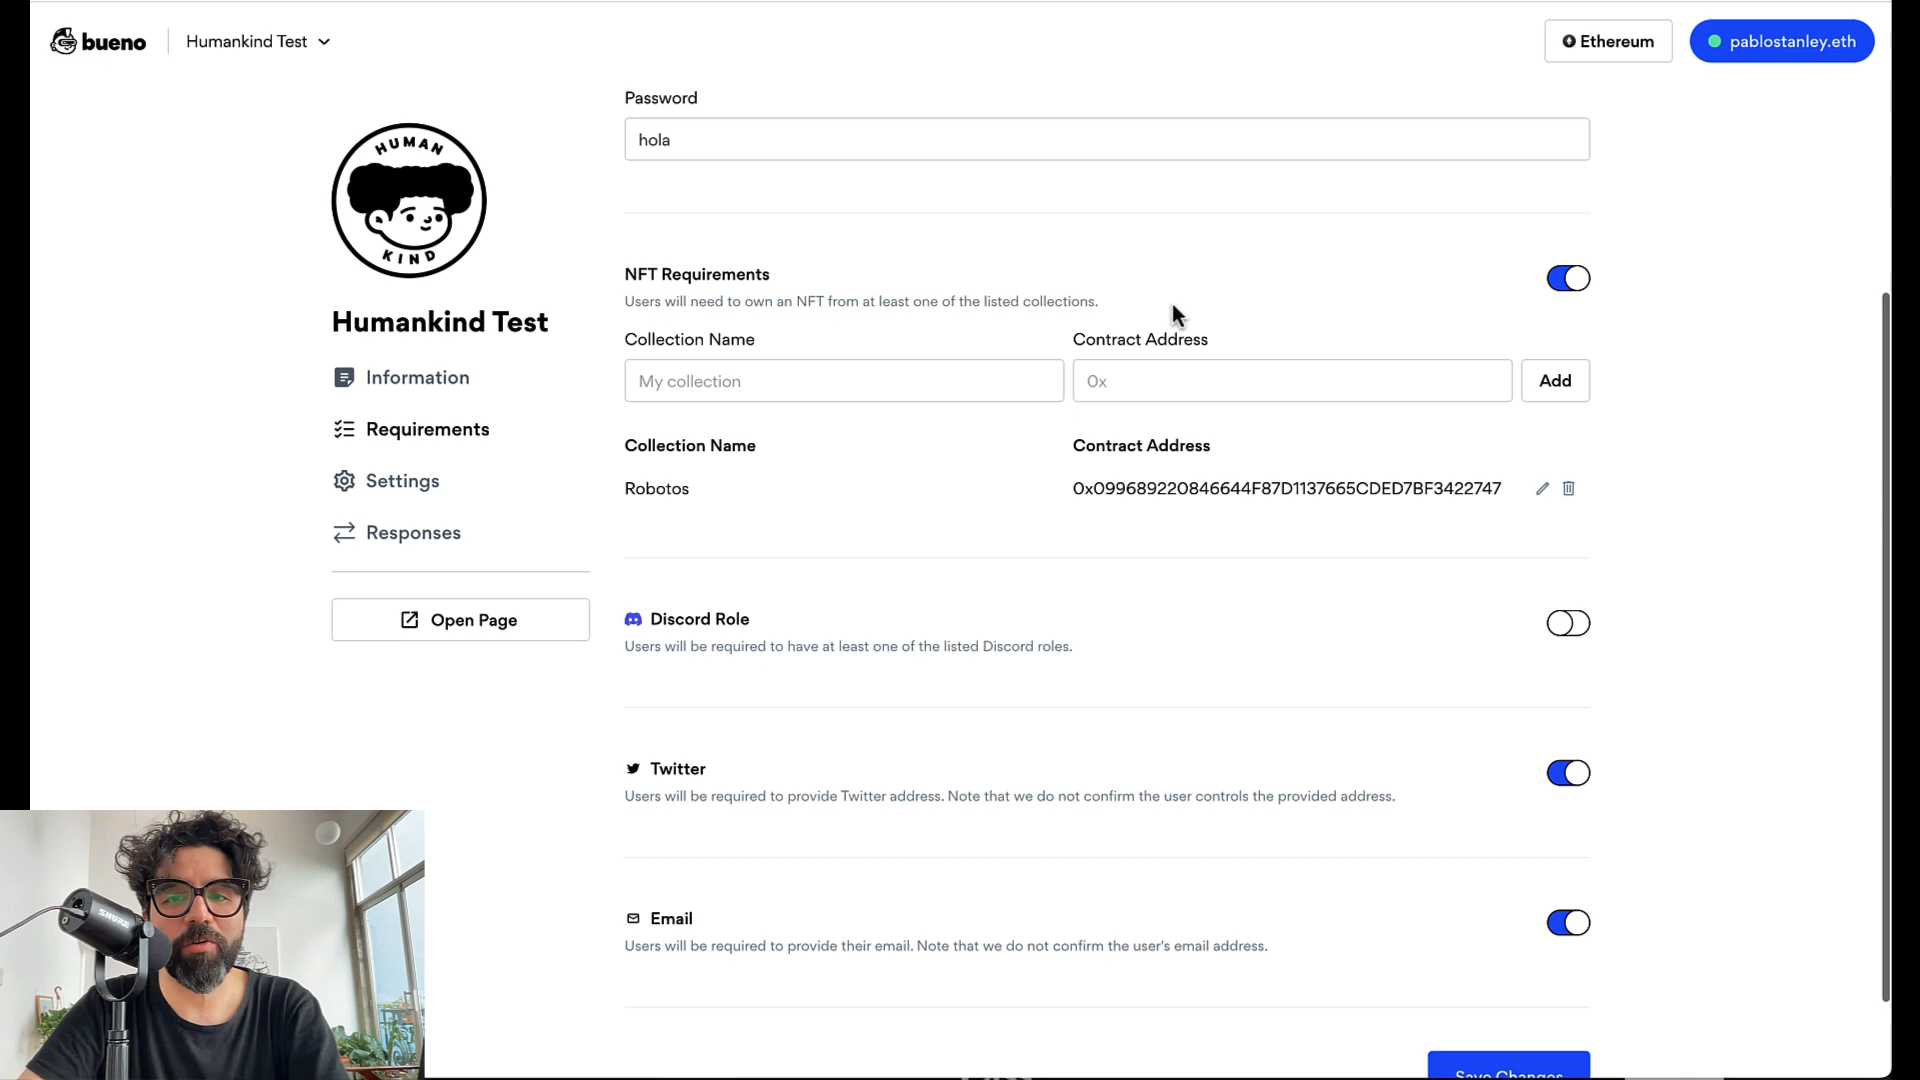 bueno
Humankind Test
Ethereum
pablostanley.eth
Password
hola
HUMAN
KIND
Humankind Test
Information
Requirements
Settings
Responses
Open Page
NFT Requirements
Users will need to own an NFT from at least one of the listed collections.
Collection Name
Contract Address
My collection
0x
Add
Collection Name
Contract Address
Robotos
0x099689220846644F87D1137665CDED7BF3422747
Discord Role
Users will be required to have at least one of the listed Discord roles.
Twitter
Users will be required to provide Twitter address. Note that we do not confirm the user controls the provided address.
Email
Users will be required to provide their email. Note that we do not confirm the user's email address.
Save Changes
SHURE